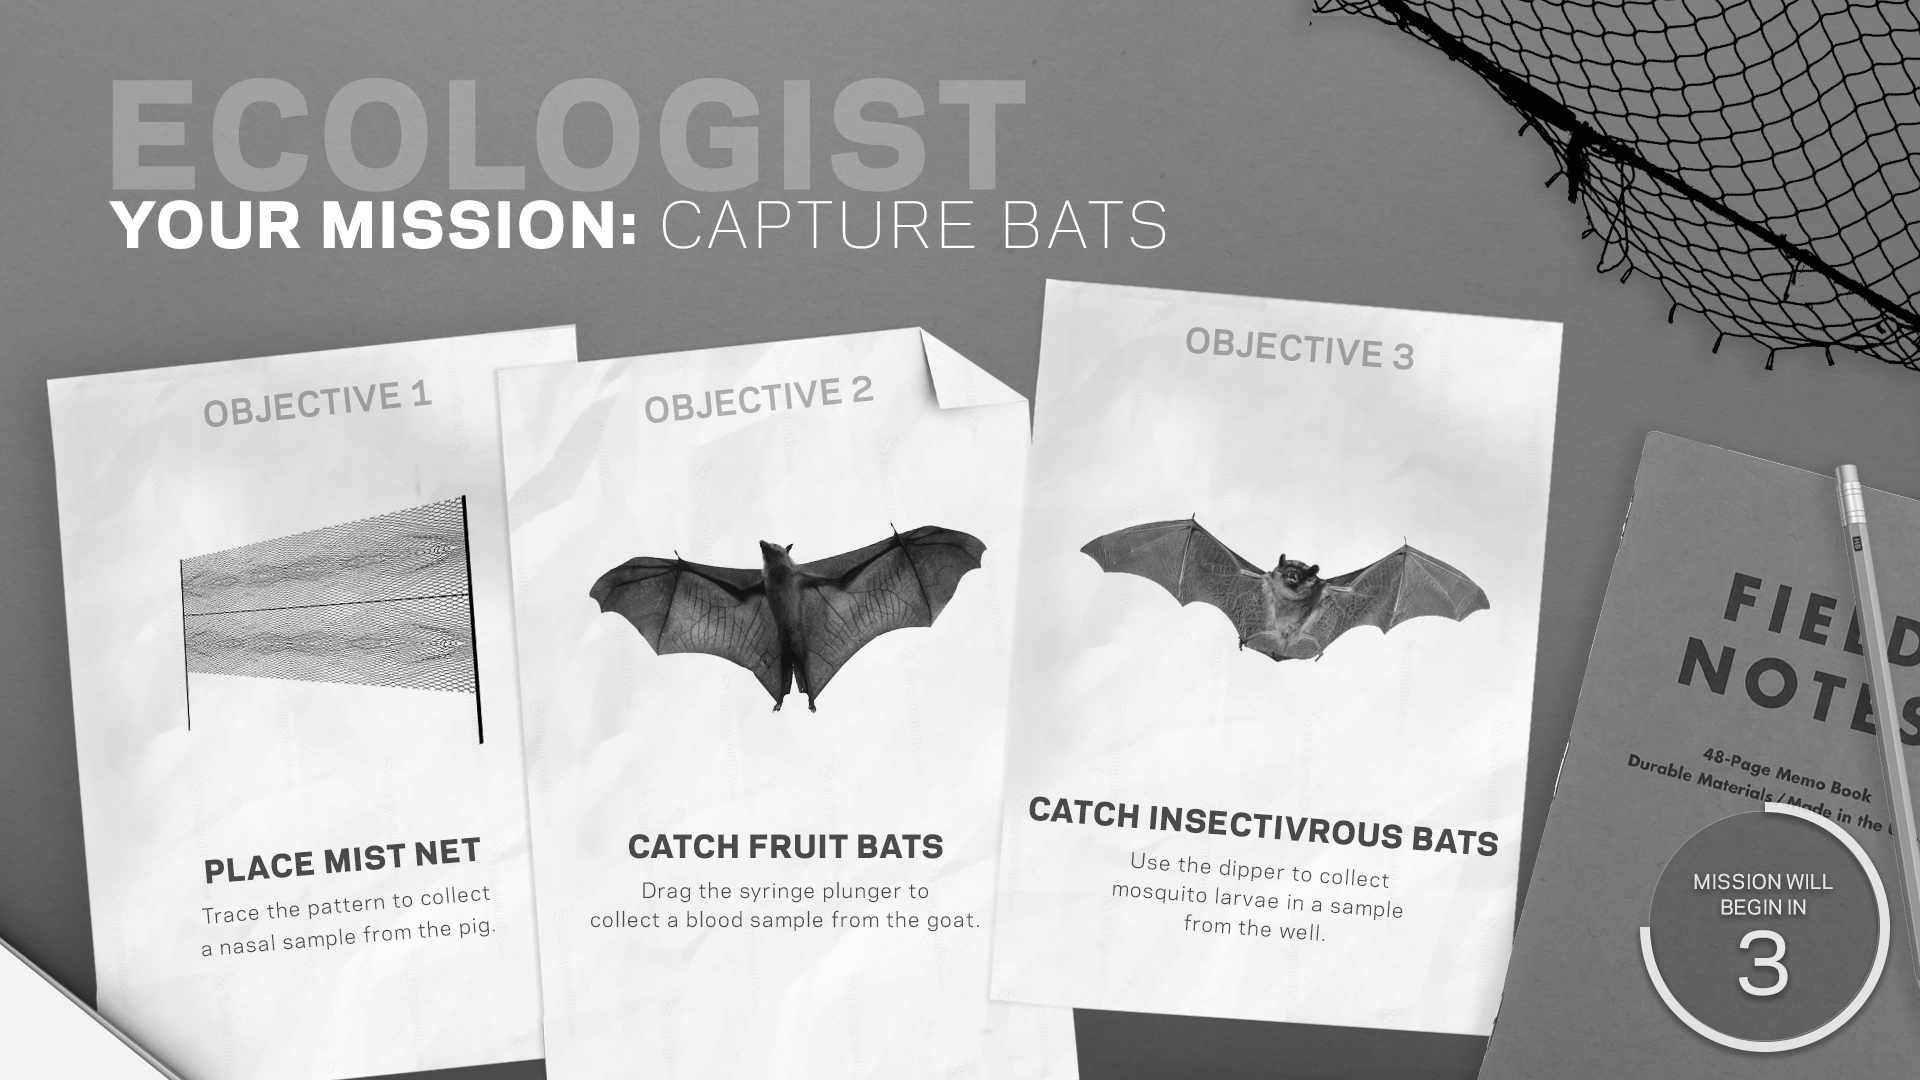 ECOLOGIST
YOUR MISSION: CAPTURE BATS
OBJECTIVE 1
PLACE MIST NET
Trace the pattern to collect
a nasal sample from the pig.
OBJECTIVE 2
CATCH FRUIT BATS
Drag the syringe plunger to
collect a blood sample from the goat.
OBJECTIVE 3
CATCH INSECTIVROUS BATS
Use the dipper to collect
mosquito larvae in a sample
from the well.
FIELD
NOTES
48-Page Memo Book
Durable Materials / Made in the
MISSION WILL
BEGIN IN
3